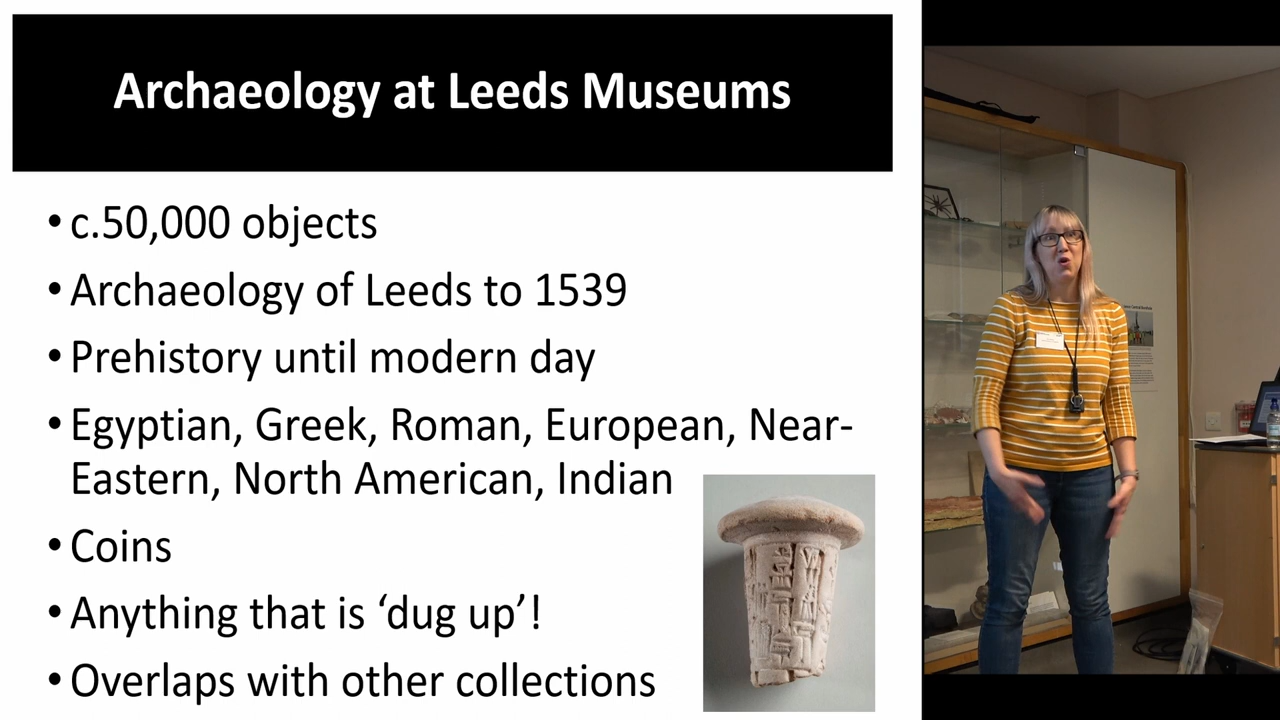 Archaeology at Leeds Museums
•c.50,000 objects
•Archaeology of Leeds to 1539
•Prehistory until modern day
•Egyptian, Greek, Roman, European, Near-
Eastern, North American, Indian
•Coins
•Anything that is ‘dug up’!
•Overlaps with other collections